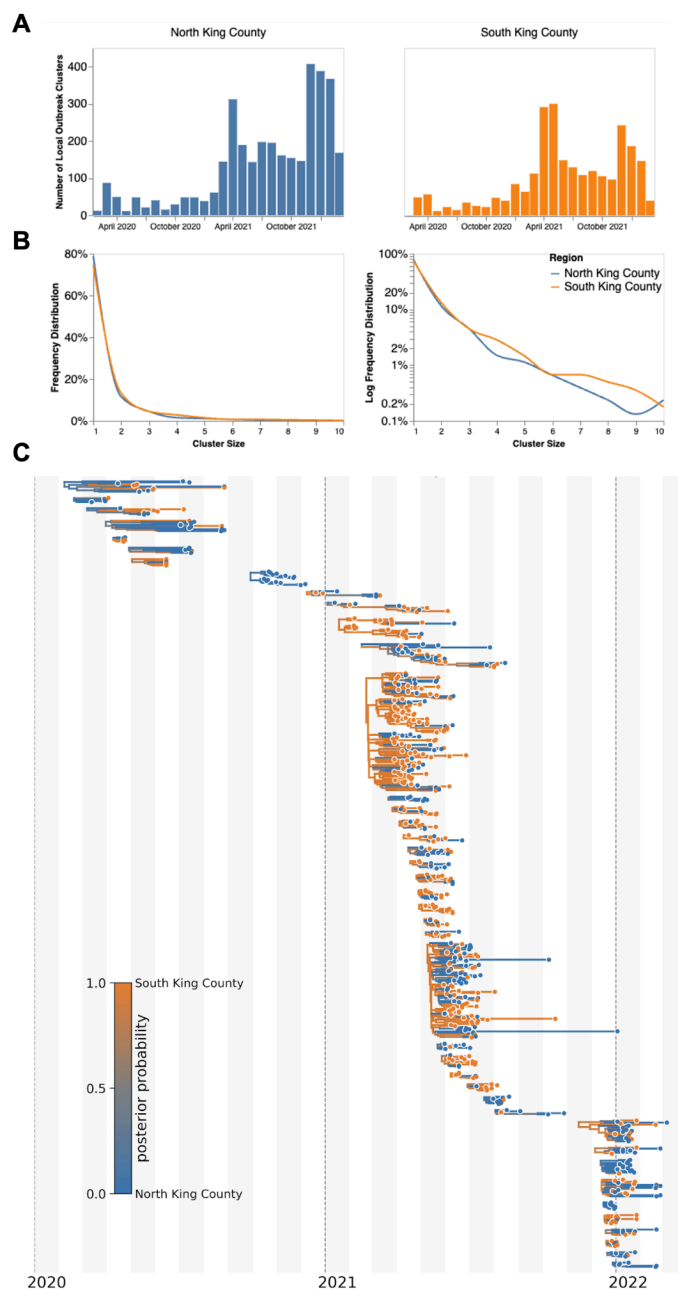 A
North King County
South King County
Number of Local Outbreak Clusters
400
300
200
100
0
April 2020
October 2020
April 2021
October 2021
April 2020
October 2020
April 2021
October 2021
B
Frequency Distribution
80%
60%
40%
20%
0%
1 2 3 4 5 6 7 8 9 10
Cluster Size
Log Frequency Distribution
100%
20%
10%
2%
1%
0.2%
0.1%
1 2 3 4 5 6 7 8 9 10
Cluster Size
Region
North King County
South King County
C
1.0
South King County
0.5
posterior probability
0.0
North King County
2020
2021
2022